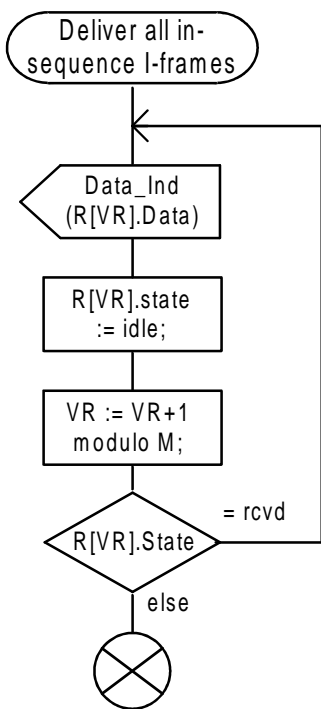 Deliver all in-
sequence I-frames
Data_Ind
(R[VR].Data)
R[VR].state
:= idle;
VR := VR+1
modulo M;
= rcvd
R[VR].State
else